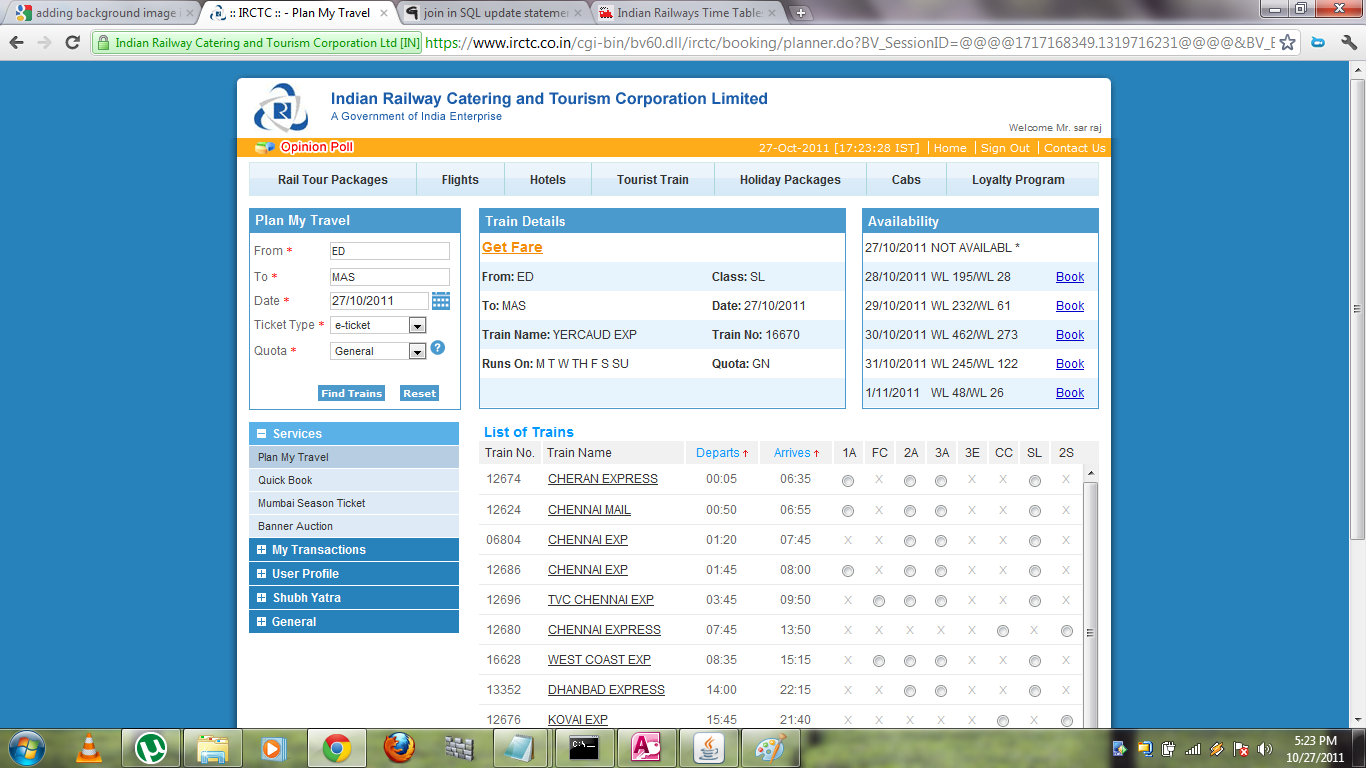 adding background image
:: IRCTC :: - Plan My Travel
join in SQL update stateme
Indian Railways Time Table
Indian Railway Catering and Tourism Corporation Ltd [IN]
https://www.irctc.co.in/cgi-bin/bv60.dll/irctc/booking/planner.do?BV_SessionID=@@@@1717168349.1319716231@@@@&BV_E
Indian Railway Catering and Tourism Corporation Limited
A Government of India Enterprise
Welcome Mr. sar raj
Opinion Poll
27-Oct-2011 [17:23:28 IST] | Home | Sign Out | Contact Us
Rail Tour Packages Flights Hotels Tourist Train Holiday Packages Cabs Loyalty Program
Plan My Travel
From * ED
To * MAS
Date * 27/10/2011
Ticket Type * e-ticket
Quota * General ?
Find Trains Reset
Train Details
Get Fare
From: ED Class: SL
To: MAS Date: 27/10/2011
Train Name: YERCAUD EXP Train No: 16670
Runs On: M T W TH F S SU Quota: GN
Availability
27/10/2011 NOT AVAILABL *
28/10/2011 WL 195/WL 28 Book
29/10/2011 WL 232/WL 61 Book
30/10/2011 WL 462/WL 273 Book
31/10/2011 WL 245/WL 122 Book
1/11/2011 WL 48/WL 26 Book
Services
Plan My Travel
Quick Book
Mumbai Season Ticket
Banner Auction
My Transactions
User Profile
Shubh Yatra
General
List of Trains
Train No. Train Name Departs ↑ Arrives ↑ 1A FC 2A 3A 3E CC SL 2S
12674 CHERAN EXPRESS 00:05 06:35 X X X X
12624 CHENNAI MAIL 00:50 06:55 X X X X
06804 CHENNAI EXP 01:20 07:45 X X X X X
12686 CHENNAI EXP 01:45 08:00 X X X X
12696 TVC CHENNAI EXP 03:45 09:50 X X X X
12680 CHENNAI EXPRESS 07:45 13:50 X X X X X X
16628 WEST COAST EXP 08:35 15:15 X X X X
13352 DHANBAD EXPRESS 14:00 22:15 X X X X X
12676 KOVAI EXP 15:45 21:40 X X X X X X
5:23 PM
10/27/2011